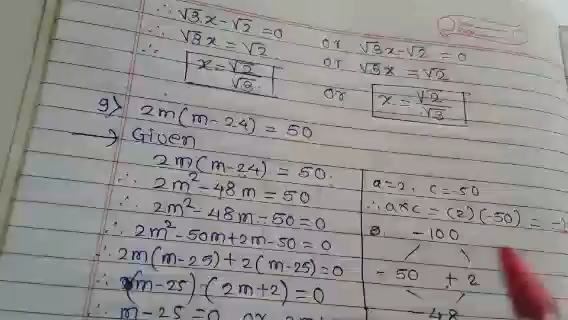 ∴ √3x - √2 = 0 or √3x - √2 = 0
∴ √3x = √2 or √3x = √2
∴ x = √2/√3 or x = √2/√3
9> 2m(m-24) = 50
→ Given
2m(m-24) = 50.
∴ 2m² - 48m = 50
∴ 2m² - 48m - 50 = 0
∴ 2m² - 50m + 2m - 50 = 0
∴ 2m(m-25) + 2(m-25) = 0
∴ (m-25) (2m+2) = 0
∴ m - 25 = 0 or
a = 2, c = -50
∴ a×c = (2)(-50) =
-100
- 50 + 2
- 48